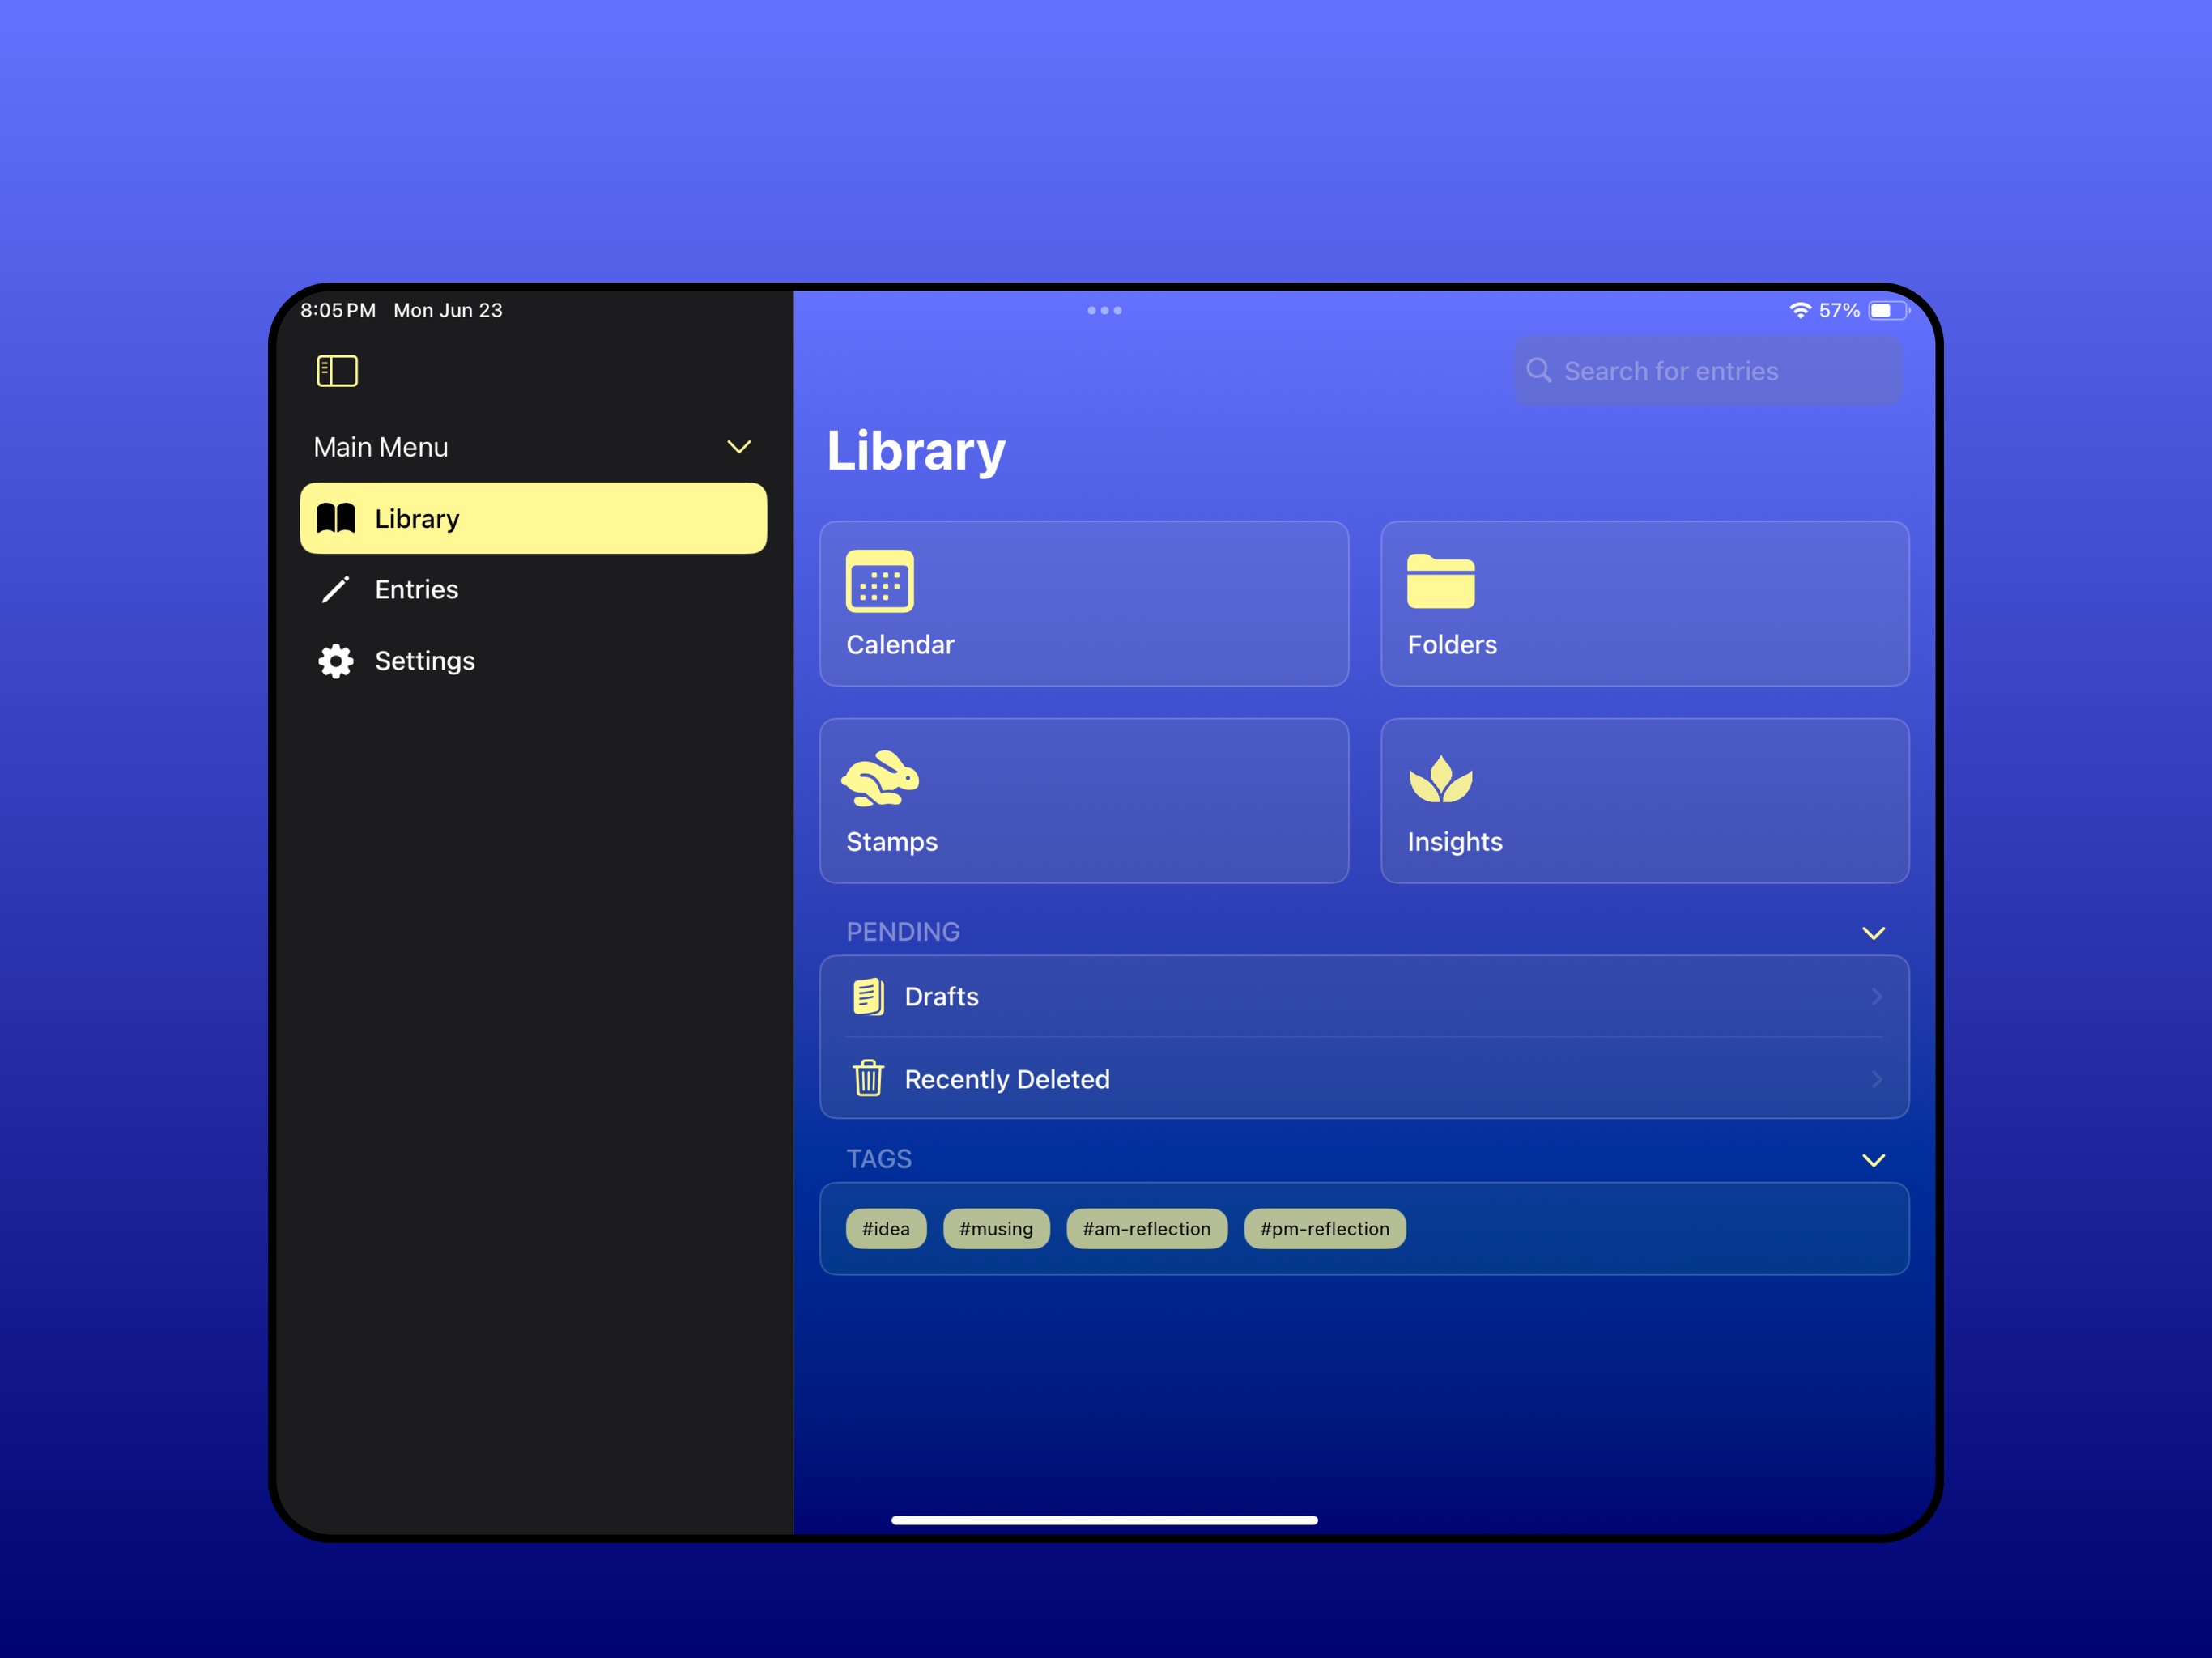 8:05 PM Mon Jun 23
57%
Main Menu
Library
Entries
Settings
Search for entries
Library
Calendar
Folders
Stamps
Insights
PENDING
Drafts
Recently Deleted
TAGS
#idea #musing #am-reflection #pm-reflection